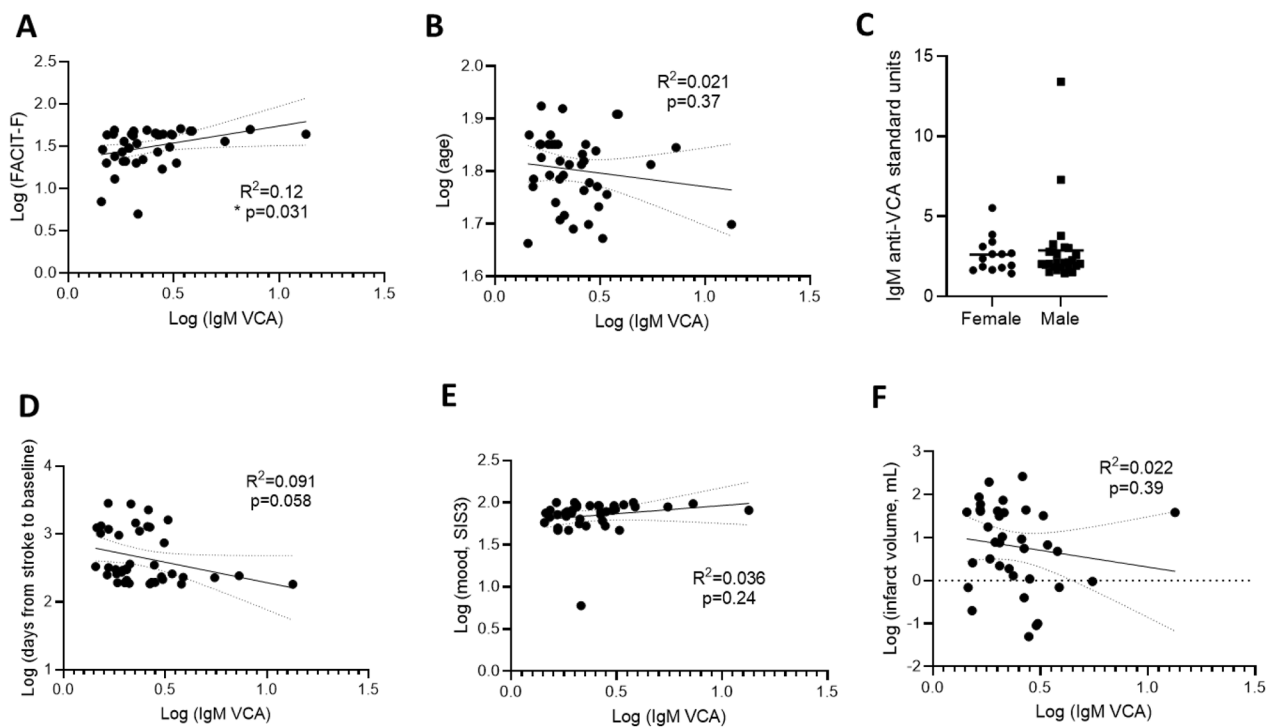 A
2.5
2.0
1.5
1.0
0.5
0.0
Log (FACIT-F)
R²=0.12
* p=0.031
0.0 0.5 1.0 1.5
Log (IgM VCA)
B
2.0
1.9
1.8
1.7
1.6
Log (age)
R²=0.021
p=0.37
0.0 0.5 1.0 1.5
Log (IgM VCA)
C
15
10
5
0
IgM anti-VCA standard units
Female Male
D
4
3
2
1
Log (days from stroke to baseline)
R²=0.091
p=0.058
0.0 0.5 1.0 1.5
Log (IgM VCA)
E
2.5
2.0
1.5
1.0
0.5
0.0
Log (mood, SIS3)
R²=0.036
p=0.24
0.0 0.5 1.0 1.5
Log (IgM VCA)
F
3
2
1
0
-1
-2
Log (infarct volume, mL)
R²=0.022
p=0.39
0.0 0.5 1.0 1.5
Log (IgM VCA)